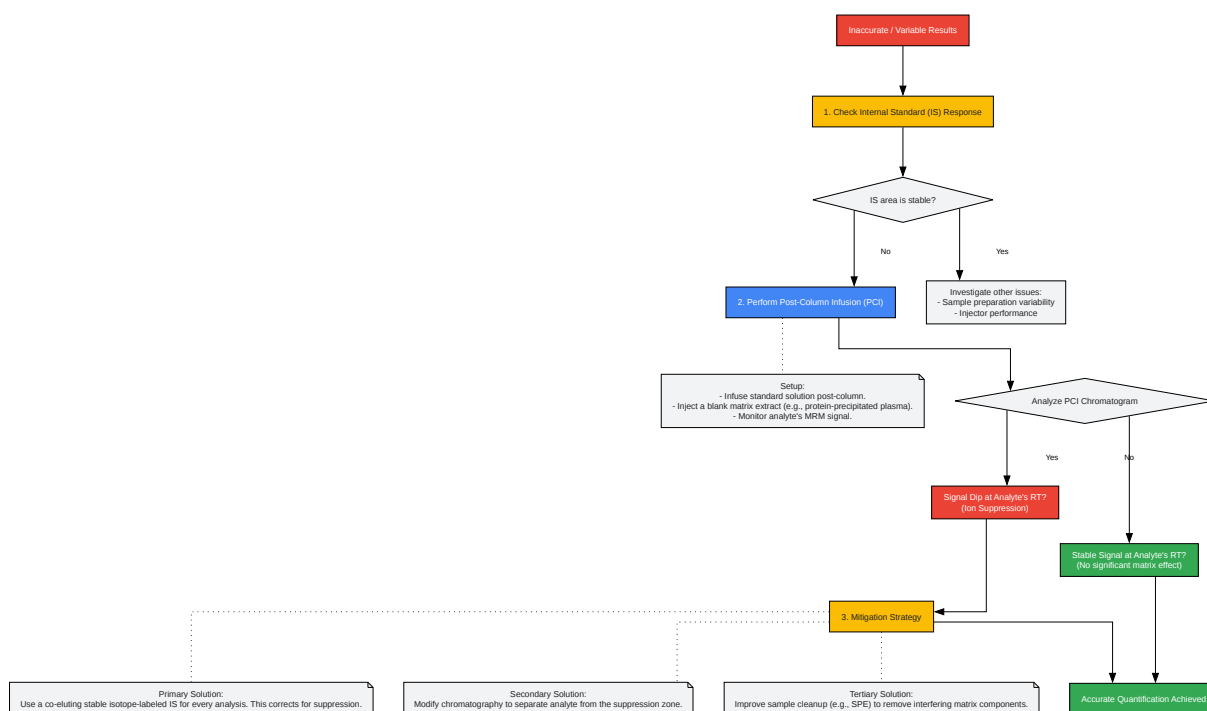 Inaccurate / Variable Results
1. Check Internal Standard (IS) Response
IS area is stable?
No
Yes
2. Perform Post-Column Infusion (PCI)
Investigate other issues:
- Sample preparation variability
- Injector performance
Setup:
- Infuse standard solution post-column.
- Inject a blank matrix extract (e.g., protein-precipitated plasma).
- Monitor analyte's MRM signal.
Analyze PCI Chromatogram
Yes
No
Signal Dip at Analyte's RT?
(Ion Suppression)
Stable Signal at Analyte's RT?
(No significant matrix effect)
3. Mitigation Strategy
Primary Solution:
Use a co-eluting stable isotope-labeled IS for every analysis. This corrects for suppression.
Secondary Solution:
Modify chromatography to separate analyte from the suppression zone.
Tertiary Solution:
Improve sample cleanup (e.g., SPE) to remove interfering matrix components.
Accurate Quantification Achieved